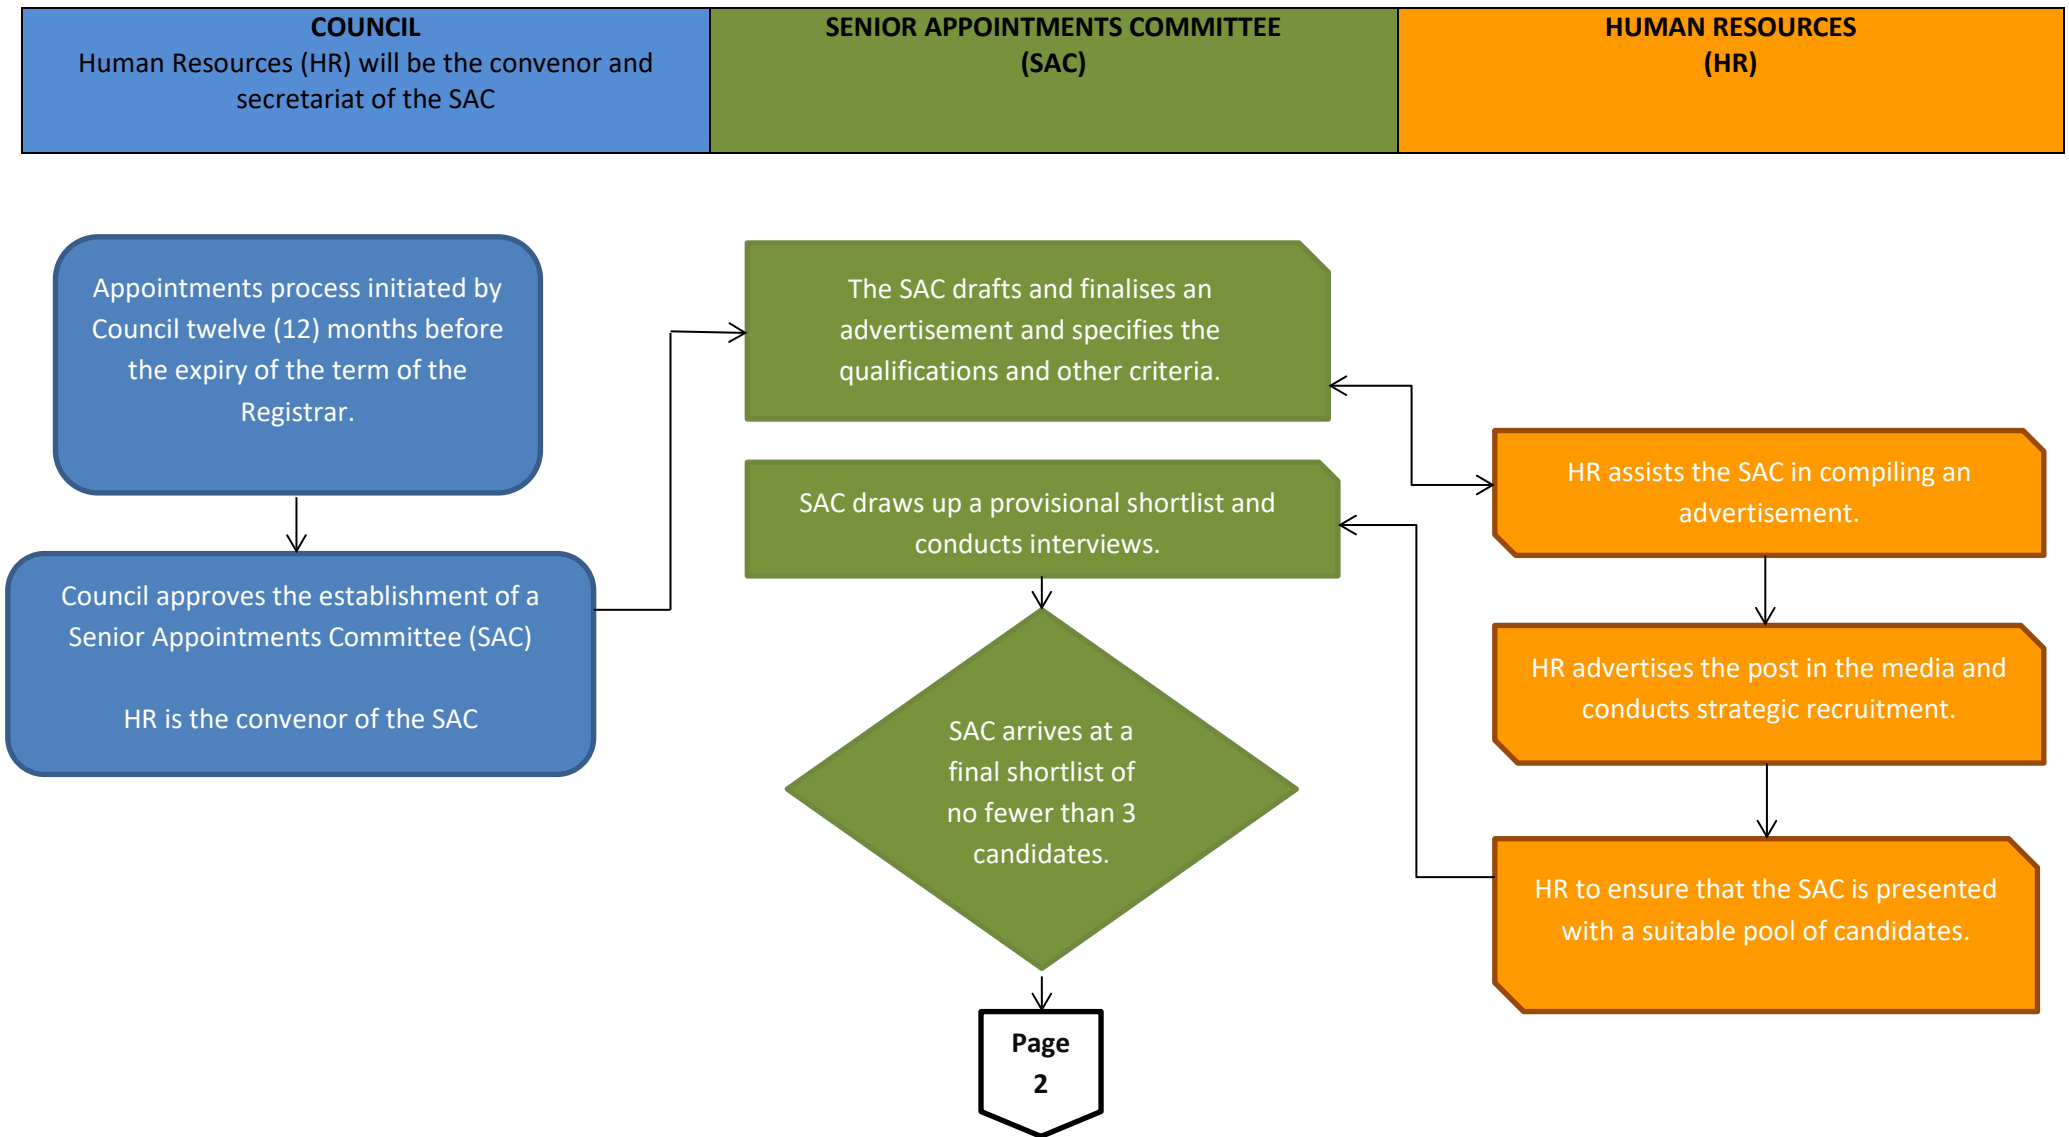 COUNCIL
Human Resources (HR) will be the convenor and
secretariat of the SAC
SENIOR APPOINTMENTS COMMITTEE
(SAC)
HUMAN RESOURCES
(HR)
Appointments process initiated by
Council twelve (12) months before
the expiry of the term of the
Registrar.
Council approves the establishment of a
Senior Appointments Committee (SAC)
HR is the convenor of the SAC
The SAC drafts and finalises an
advertisement and specifies the
qualifications and other criteria.
HR assists the SAC in compiling an
advertisement.
HR advertises the post in the media and
conducts strategic recruitment.
HR to ensure that the SAC is presented
with a suitable pool of candidates.
SAC draws up a provisional shortlist and
conducts interviews.
SAC arrives at a
final shortlist of
no fewer than 3
candidates.
Page
2